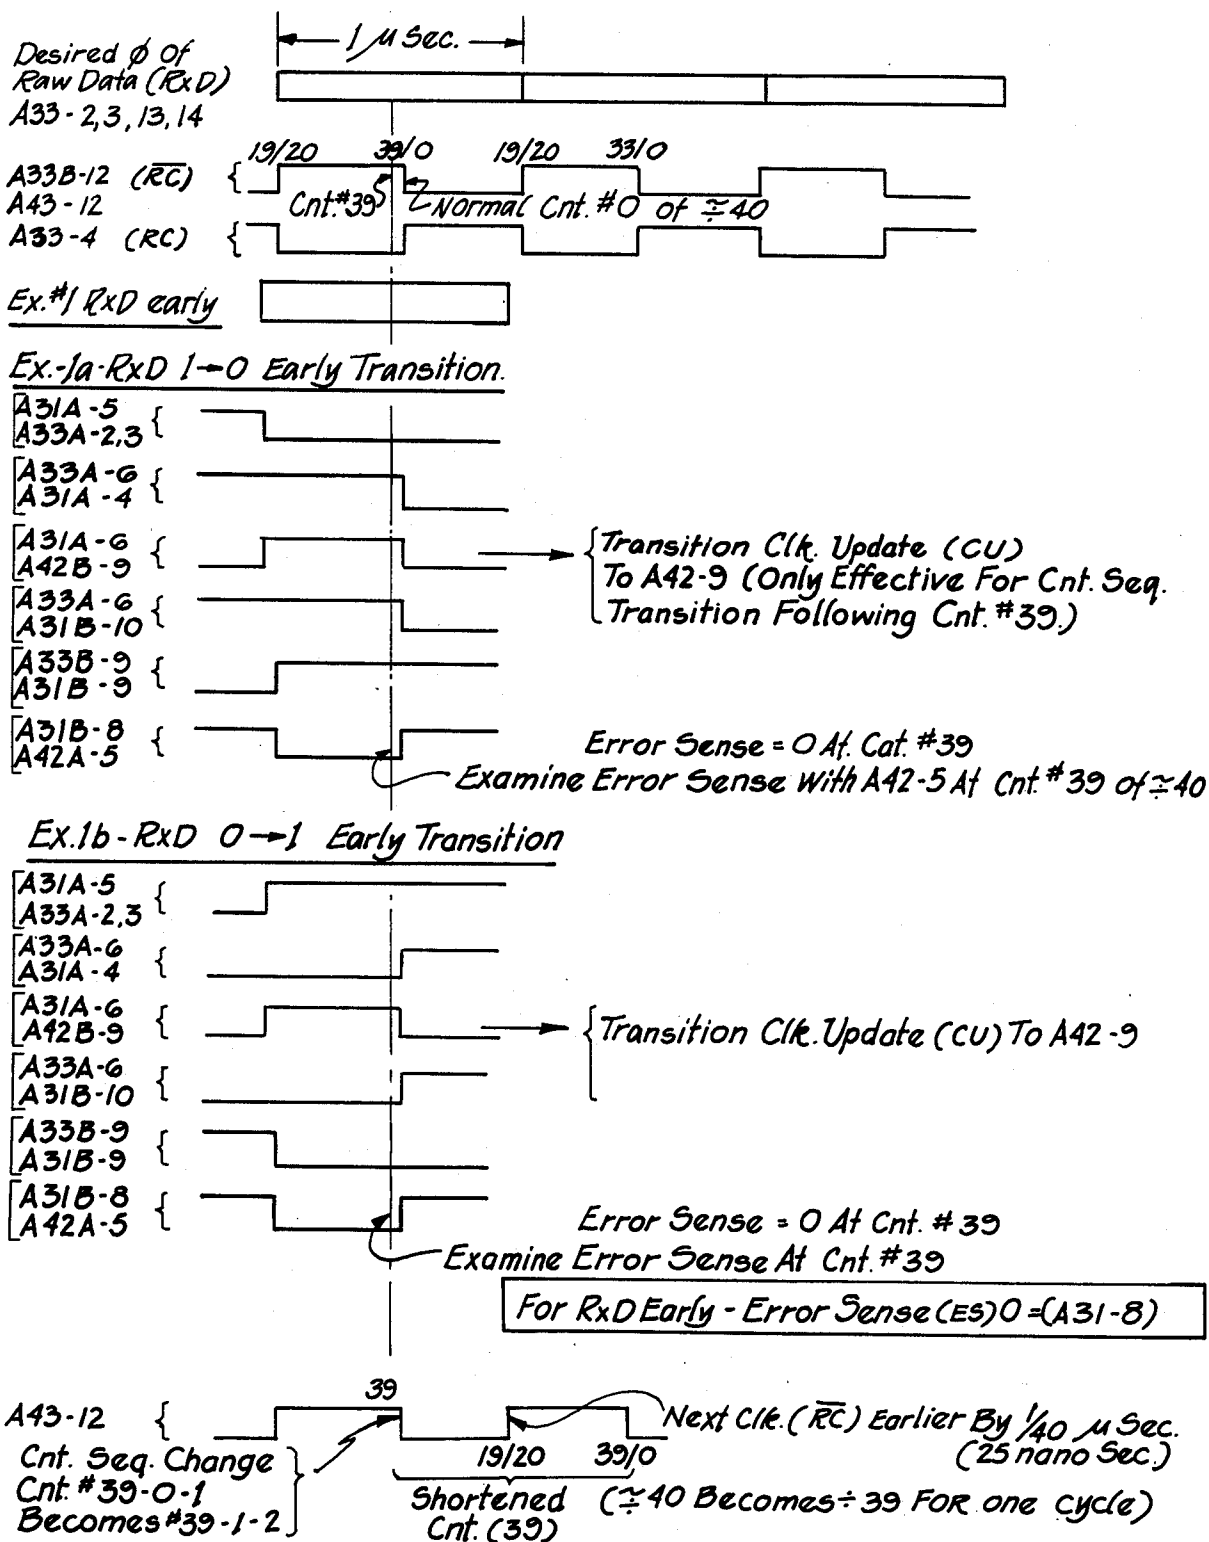 1 μ Sec.
Desired ϕ Of
Raw Data (RxD)
A33-2,3,13,14
19/20 39/0 19/20 33/0
A33B-12 (R̅C̅)
A43-12
Cnt.#39 Normal Cnt. #0 of ≂40
A33-4 (RC)
Ex.#1 RxD early
Ex.-1a-RxD 1→0 Early Transition.
A31A-5
A33A-2,3
A33A-6
A31A-4
A31A-6
A42B-9
Transition Clk. Update (CU)
To A42-9 (Only Effective For Cnt. Seq.
Transition Following Cnt.#39.)
A33A-6
A31B-10
A33B-9
A31B-9
A31B-8
A42A-5
Error Sense = 0 At. Cat. #39
Examine Error Sense With A42-5 At Cnt.#39 of ≂40
Ex.1b-RxD 0→1 Early Transition
A31A-5
A33A-2,3
A33A-6
A31A-4
A31A-6
A42B-9
Transition Clk.Update (CU) To A42-9
A33A-6
A31B-10
A33B-9
A31B-9
A31B-8
A42A-5
Error Sense = 0 At Cnt. #39
Examine Error Sense At Cnt.#39
For RxD Early - Error Sense (ES) 0 =(A31-8)
39
A43-12
Next Clk.(R̅C̅) Earlier By 1/40 μ Sec.
(25 nano Sec.)
19/20 39/0
Cnt. Seq. Change
Cnt.#39-0-1
Becomes #39-1-2
Shortened
Cnt. (39)
(≂40 Becomes ÷39 FOR one cycle)